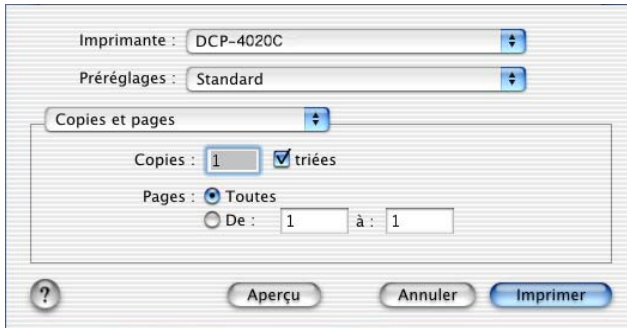 Imprimante : DCP-4020C
Préréglages : Standard
Copies et pages
Copies : 1 triées
Pages : Toutes
De : 1 à : 1
? Aperçu Annuler Imprimer